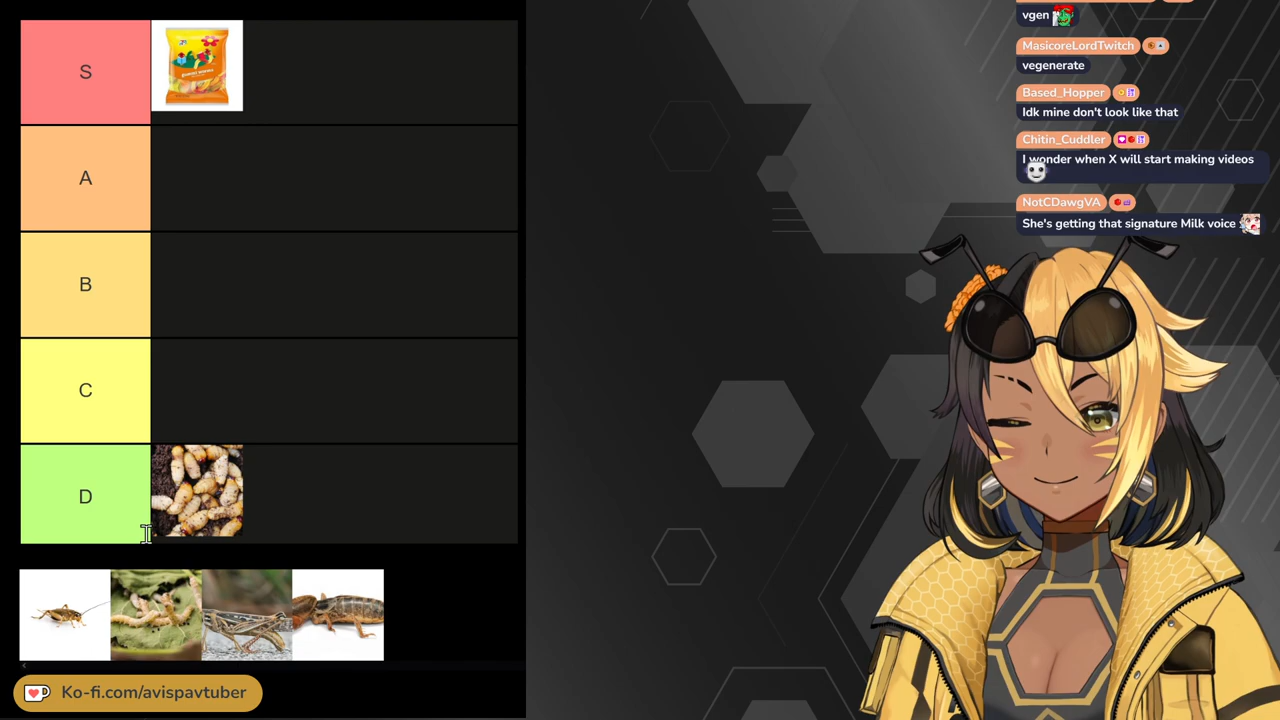 S
A
B
C
D
Ko-fi.com/avispavtuber
vgen
MasicoreLordTwitch
vegenerate
Based_Hopper
Idk mine don't look like that
Chitin_Cuddler
I wonder when X will start making videos
NotCDawgVA
She's getting that signature Milk voice